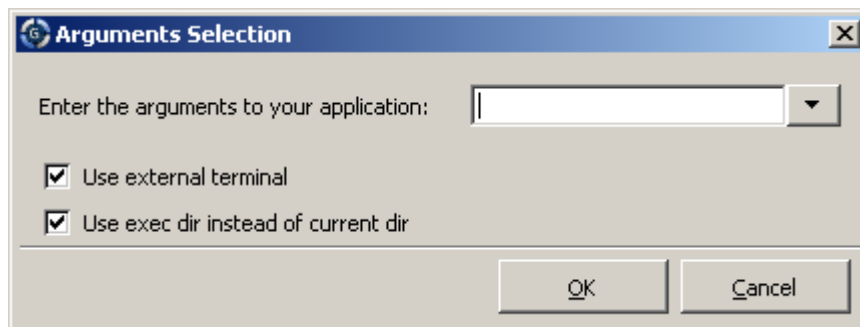 Arguments Selection
Enter the arguments to your application:
Use external terminal
Use exec dir instead of current dir
OK
Cancel